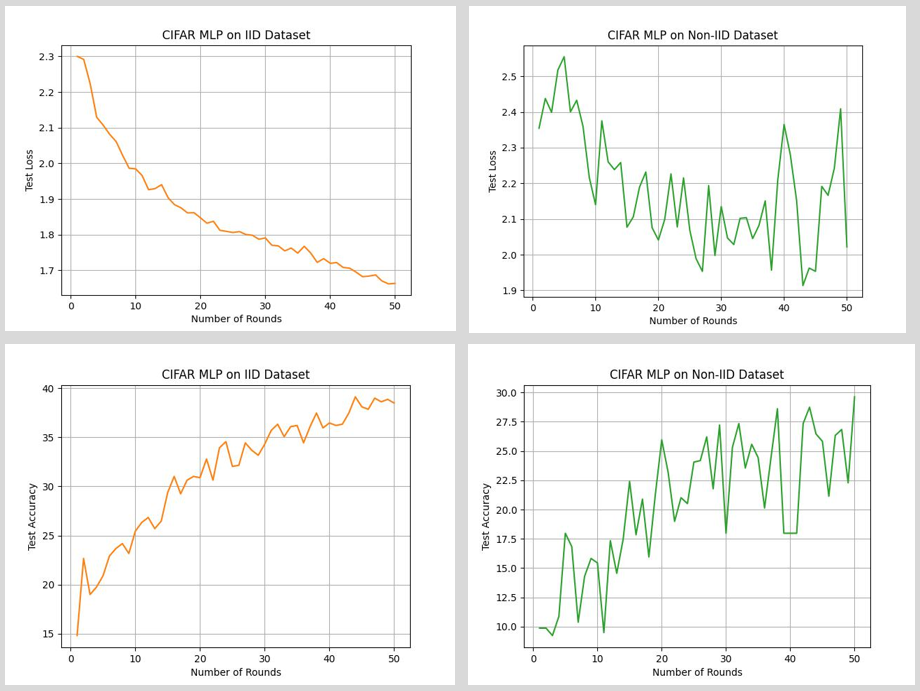 CIFAR MLP on IID Dataset
2.3
2.2
2.1
2.0
1.9
1.8
1.7
Test Loss
0 10 20 30 40 50
Number of Rounds
CIFAR MLP on Non-IID Dataset
2.5
2.4
2.3
2.2
2.1
2.0
1.9
Test Loss
0 10 20 30 40 50
Number of Rounds
CIFAR MLP on IID Dataset
40
35
30
25
20
15
Test Accuracy
0 10 20 30 40 50
Number of Rounds
CIFAR MLP on Non-IID Dataset
30.0
27.5
25.0
22.5
20.0
17.5
15.0
12.5
10.0
Test Accuracy
0 10 20 30 40 50
Number of Rounds